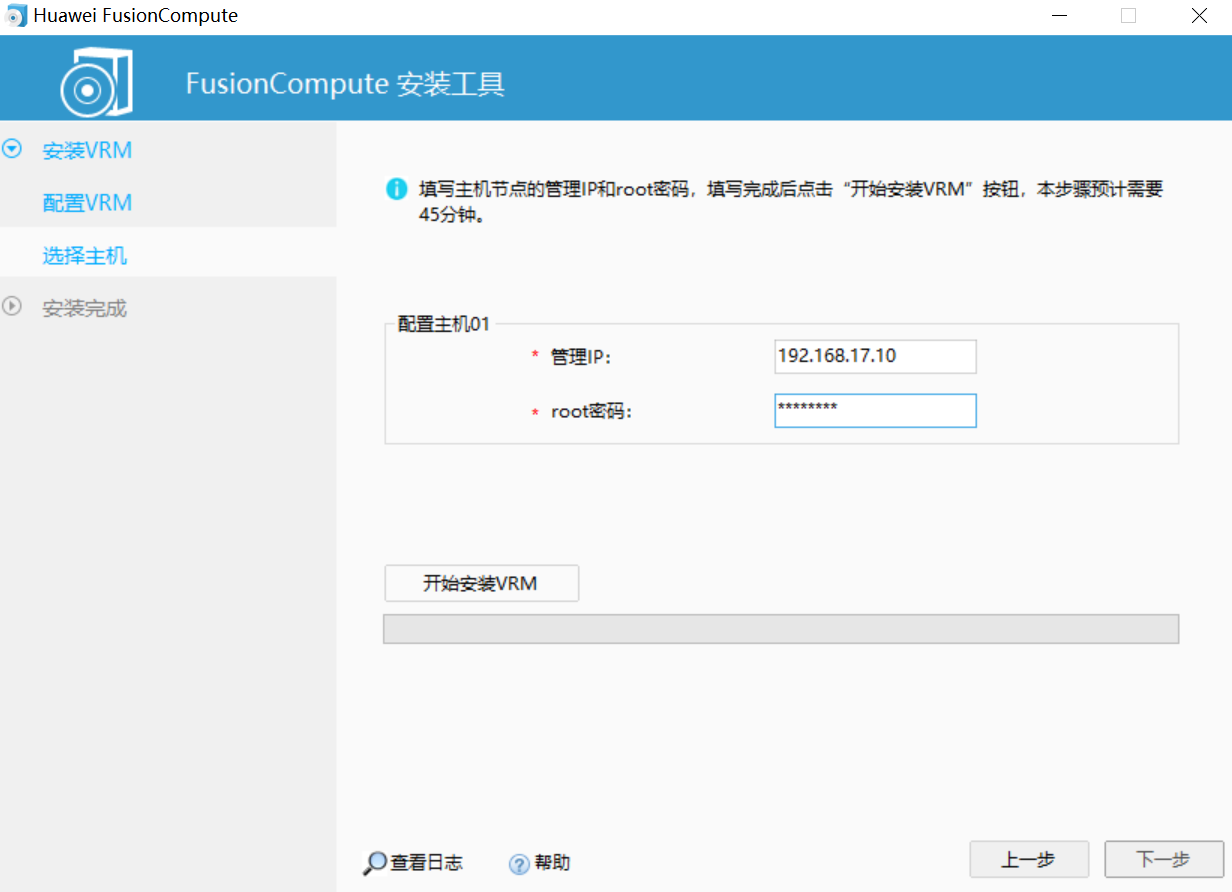 Huawei FusionCompute
FusionCompute 安装工具
安装VRM
配置VRM
选择主机
安装完成
填写主机节点的管理IP和root密码，填写完成后点击“开始安装VRM”按钮，本步骤预计需要
45分钟。
配置主机01
* 管理IP: 192.168.17.10
* root密码: ********
开始安装VRM
查看日志 帮助 上一步 下一步